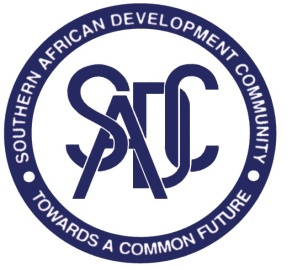 SOUTHERN AFRICAN DEVELOPMENT COMMUNITY
SADC
TOWARDS A COMMON FUTURE